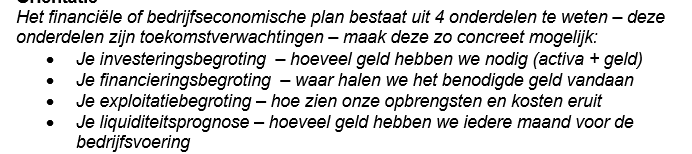 Het financiële of bedrijfseconomische plan bestaat uit 4 onderdelen te weten – deze
onderdelen zijn toekomstverwachtingen – maak deze zo concreet mogelijk:
• Je investeringsbegroting – hoeveel geld hebben we nodig (activa + geld)
• Je financieringsbegroting – waar halen we het benodigde geld vandaan
• Je exploitatiebegroting – hoe zien onze opbrengsten en kosten eruit
• Je liquiditeitsprognose – hoeveel geld hebben we iedere maand voor de
bedrijfsvoering